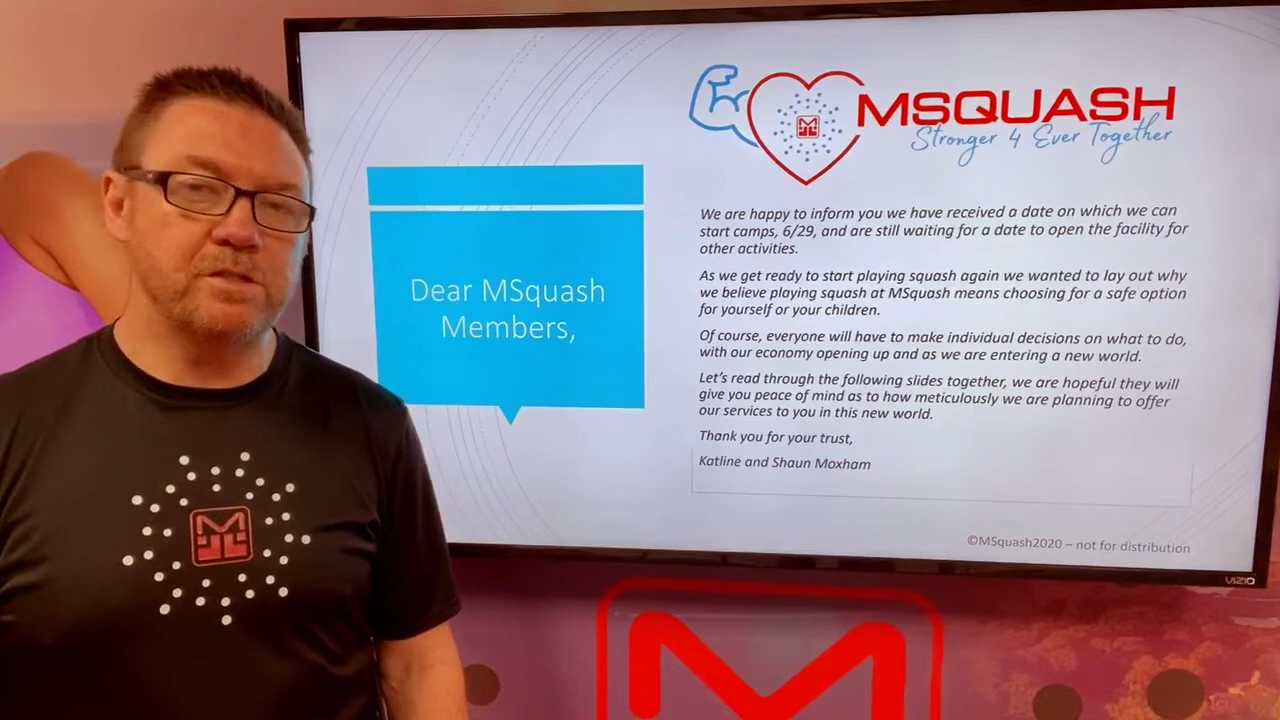 MSQUASH
Stronger 4 Ever Together
Dear MSquash
Members,
We are happy to inform you we have received a date on which we can
start camps, 6/29, and are still waiting for a date to open the facility for
other activities.
As we get ready to start playing squash again we wanted to lay out why
we believe playing squash at MSquash means choosing for a safe option
for yourself or your children.
Of course, everyone will have to make individual decisions on what to do,
with our economy opening up and as we are entering a new world.
Let's read through the following slides together, we are hopeful they will
give you peace of mind as to how meticulously we are planning to offer
our services to you in this new world.
Thank you for your trust,
Katline and Shaun Moxham
©MSquash2020 – not for distribution
VIZIO